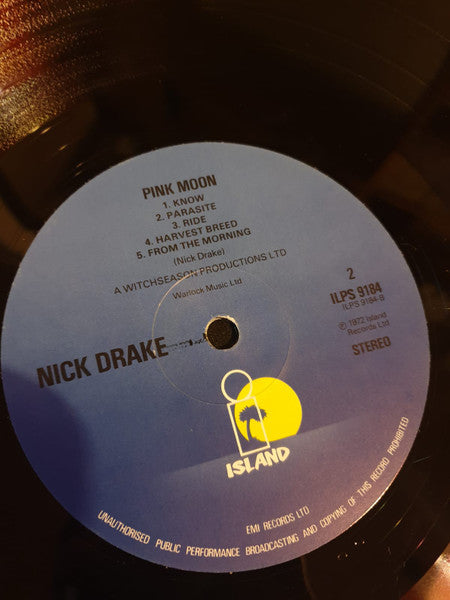 PINK MOON
1. KNOW
2. PARASITE
3. RIDE
4. HARVEST BREED
5. FROM THE MORNING
(Nick Drake)
A WITCHSEASON PRODUCTIONS LTD
Warlock Music Ltd
2
ILPS 9184
ILPS 9184-B
℗ 1972 Island
Records Ltd
STEREO
NICK DRAKE
ISLAND
EMI RECORDS LTD
UNAUTHORISED PUBLIC PERFORMANCE BROADCASTING AND COPYING OF THIS RECORD PROHIBITED